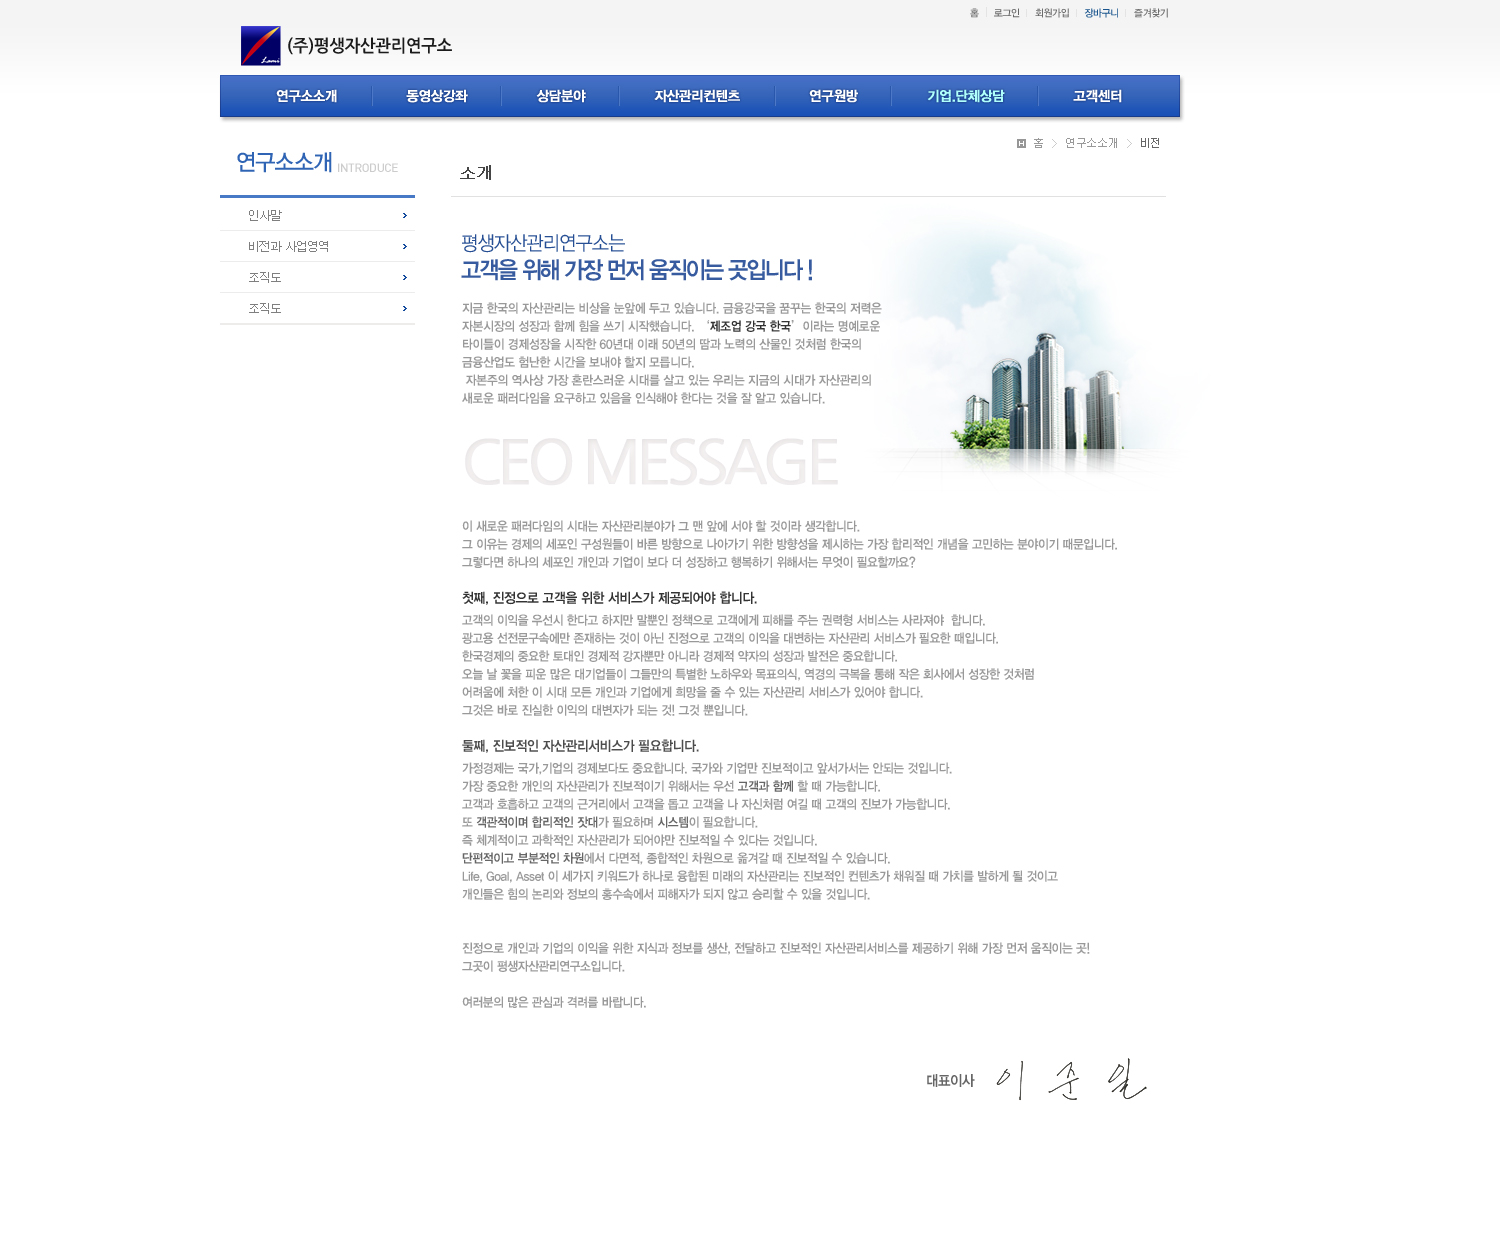 홈 로그인 회원가입 장바구니 즐겨찾기
Lami (주)평생자산관리연구소
연구소소개 동영상강좌 상담분야 자산관리컨텐츠 연구원방 기업.단체상담 고객센터
홈 연구소소개 비전
연구소소개 INTRODUCE
인사말
비전과 사업영역
조직도
조직도
소개
평생자산관리연구소는
고객을 위해 가장 먼저 움직이는 곳입니다 !
지금 한국의 자산관리는 비상을 눈앞에 두고 있습니다. 금융강국을 꿈꾸는 한국의 저력은
자본시장의 성장과 함께 힘을 쓰기 시작했습니다. ‘제조업 강국 한국’ 이라는 명예로운
타이틀이 경제성장을 시작한 60년대 이래 50년의 땀과 노력의 산물인 것처럼 한국의
금융산업도 험난한 시간을 보내야 할지 모릅니다.
자본주의 역사상 가장 혼란스러운 시대를 살고 있는 우리는 지금의 시대가 자산관리의
새로운 패러다임을 요구하고 있음을 인식해야 한다는 것을 잘 알고 있습니다.
CEO MESSAGE
이 새로운 패러다임의 시대는 자산관리분야가 그 맨 앞에 서야 할 것이라 생각합니다.
그 이유는 경제의 세포인 구성원들이 바른 방향으로 나아가기 위한 방향성을 제시하는 가장 합리적인 개념을 고민하는 분야이기 때문입니다.
그렇다면 하나의 세포인 개인과 기업이 보다 더 성장하고 행복하기 위해서는 무엇이 필요할까요?
첫째, 진정으로 고객을 위한 서비스가 제공되어야 합니다.
고객의 이익을 우선시 한다고 하지만 말뿐인 정책으로 고객에게 피해를 주는 권력형 서비스는 사라져야 합니다.
광고용 선전문구속에만 존재하는 것이 아닌 진정으로 고객의 이익을 대변하는 자산관리 서비스가 필요한 때입니다.
한국경제의 중요한 토대인 경제적 강자뿐만 아니라 경제적 약자의 성장과 발전은 중요합니다.
오늘 날 꽃을 피운 많은 대기업들이 그들만의 특별한 노하우와 목표의식, 역경의 극복을 통해 작은 회사에서 성장한 것처럼
어려움에 처한 이 시대 모든 개인과 기업에게 희망을 줄 수 있는 자산관리 서비스가 있어야 합니다.
그것은 바로 진실한 이익의 대변자가 되는 것! 그것 뿐입니다.
둘째, 진보적인 자산관리서비스가 필요합니다.
가정경제는 국가,기업의 경제보다도 중요합니다. 국가와 기업만 진보적이고 앞서가서는 안되는 것입니다.
가장 중요한 개인의 자산관리가 진보적이기 위해서는 우선 고객과 함께 할 때 가능합니다.
고객과 호흡하고 고객의 근거리에서 고객을 돕고 고객을 나 자신처럼 여길 때 고객의 진보가 가능합니다.
또 객관적이며 합리적인 잣대가 필요하며 시스템이 필요합니다.
즉 체계적이고 과학적인 자산관리가 되어야만 진보적일 수 있다는 것입니다.
단편적이고 부분적인 차원에서 다면적, 종합적인 차원으로 옮겨갈 때 진보적일 수 있습니다.
Life, Goal, Asset 이 세가지 키워드가 하나로 융합된 미래의 자산관리는 진보적인 컨텐츠가 채워질 때 가치를 발하게 될 것이고
개인들은 힘의 논리와 정보의 홍수속에서 피해자가 되지 않고 승리할 수 있을 것입니다.
진정으로 개인과 기업의 이익을 위한 지식과 정보를 생산, 전달하고 진보적인 자산관리서비스를 제공하기 위해 가장 먼저 움직이는 곳!
그곳이 평생자산관리연구소입니다.
여러분의 많은 관심과 격려를 바랍니다.
대표이사 이 준 일